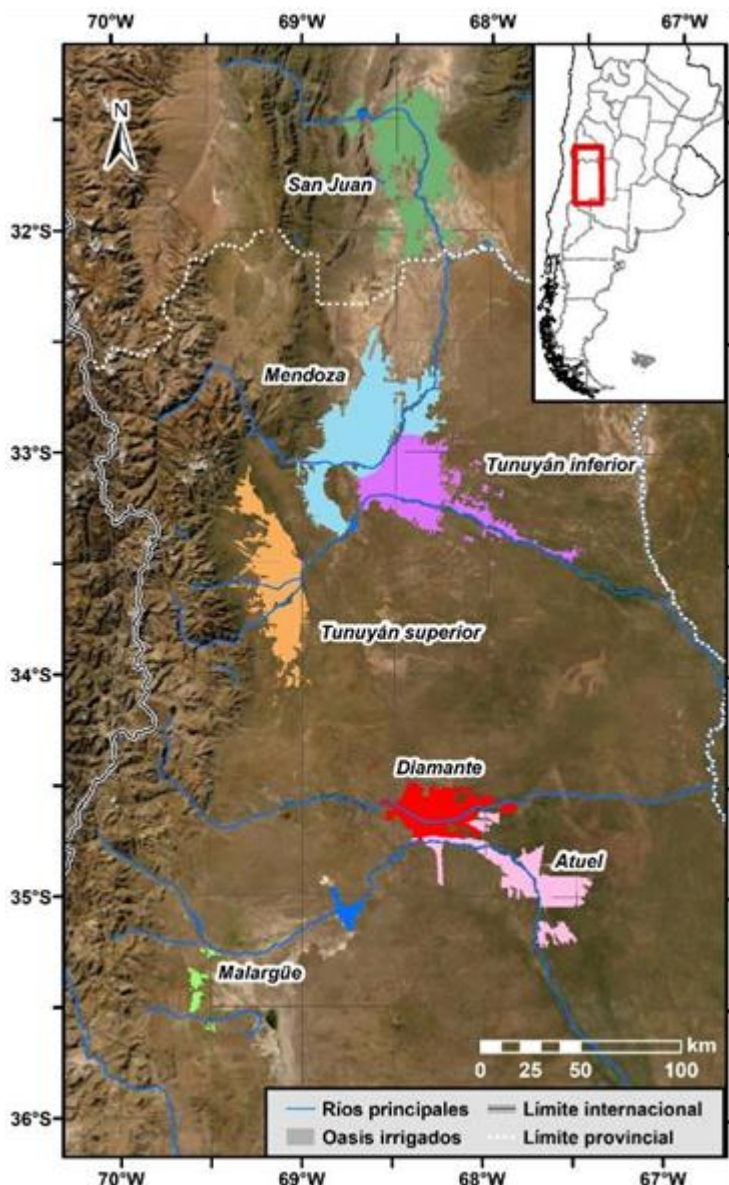 70°W 69°W 68°W 67°W
N
San Juan
32°S
Mendoza
33°S
Tunuyán inferior
Tunuyán superior
34°S
Diamante
Atuel
35°S
Malargüe
km
0 25 50 100
36°S
Ríos principales Límite internacional
Oasis irrigados Límite provincial
70°W 69°W 68°W 67°W